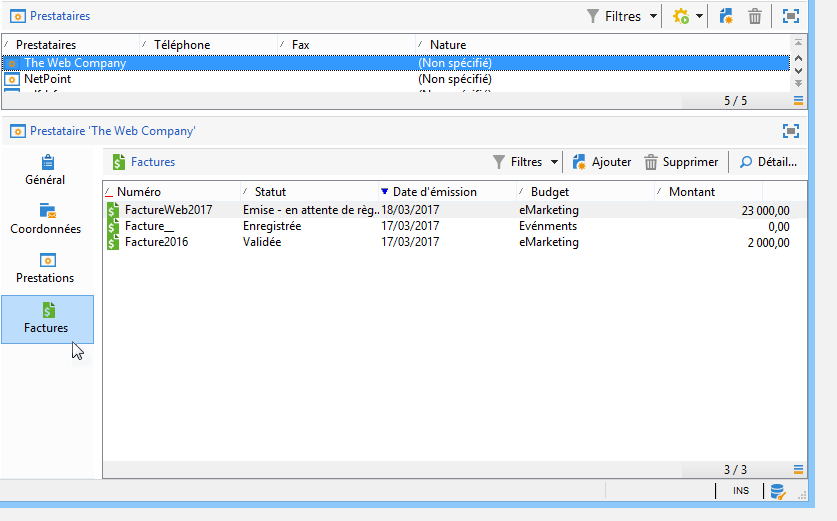 Prestataires Filtres
Prestataires Téléphone Fax Nature
The Web Company (Non spécifié)
NetPoint (Non spécifié)
5 / 5
Prestataire 'The Web Company'
Général
Coordonnées
Prestations
Factures
Factures Filtres Ajouter Supprimer Détail...
Numéro Statut Date d'émission Budget Montant
FactureWeb2017 Emise - en attente de règ.. 18/03/2017 eMarketing 23 000,00
Facture__ Enregistrée 17/03/2017 Evénments 0,00
Facture2016 Validée 17/03/2017 eMarketing 2 000,00
3 / 3
INS